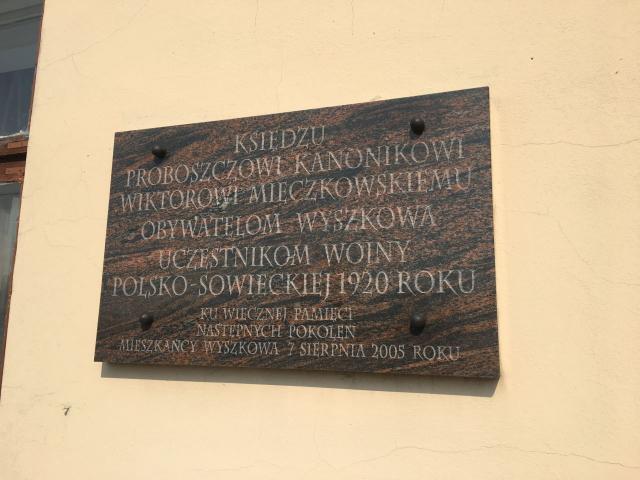 KSIĘDZU
PROBOSZCZOWI KANONIKOWI
WIKTOROWI MIECZKOWSKIEMU
OBYWATELOM WYSZKOWA
UCZESTNIKOM WOJNY
POLSKO-SOWIECKIEJ 1920 ROKU
KU WIECZNEJ PAMIĘCI
NASTĘPNYCH POKOLEŃ
MIESZKAŃCY WYSZKOWA 7 SIERPNIA 2005 ROKU